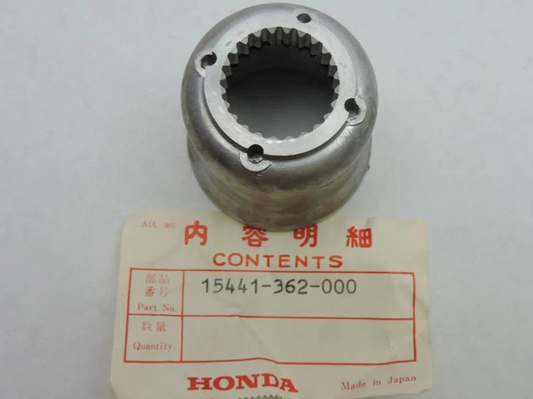 内容明細
CONTENTS
部品番号 15441-362-000
Part No.
数量
Quantity
HONDA Made in Japan